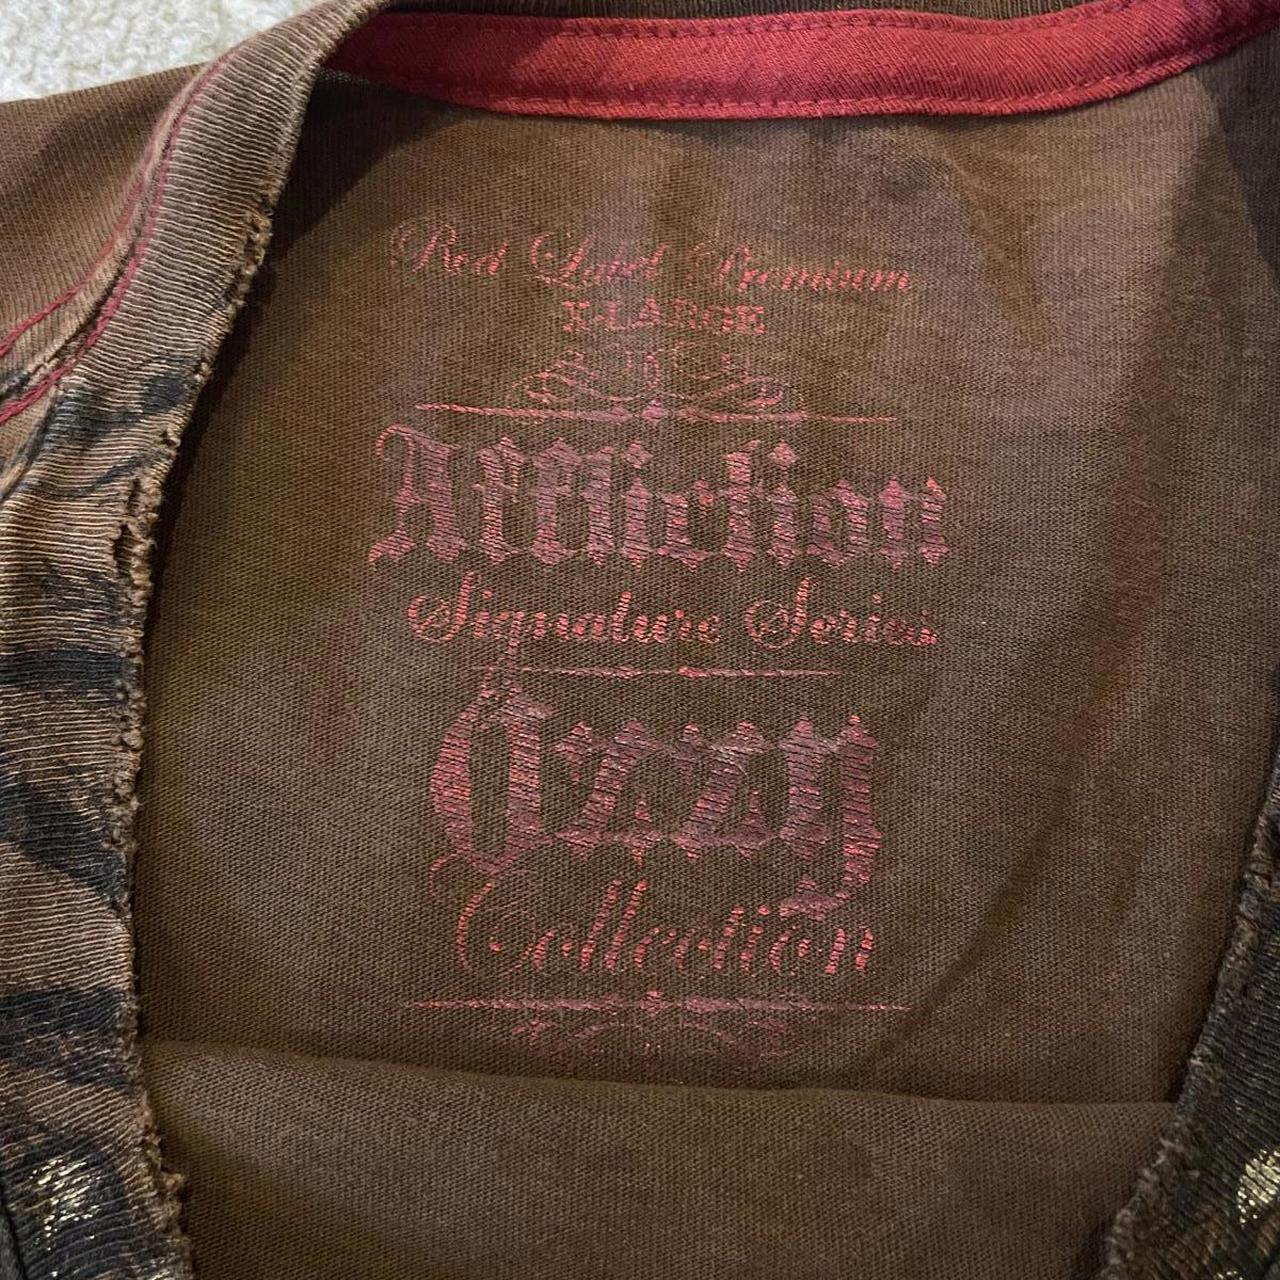 Red Label Premium
X-LARGE
Affliction
Signature Series
Ozzy
Collection